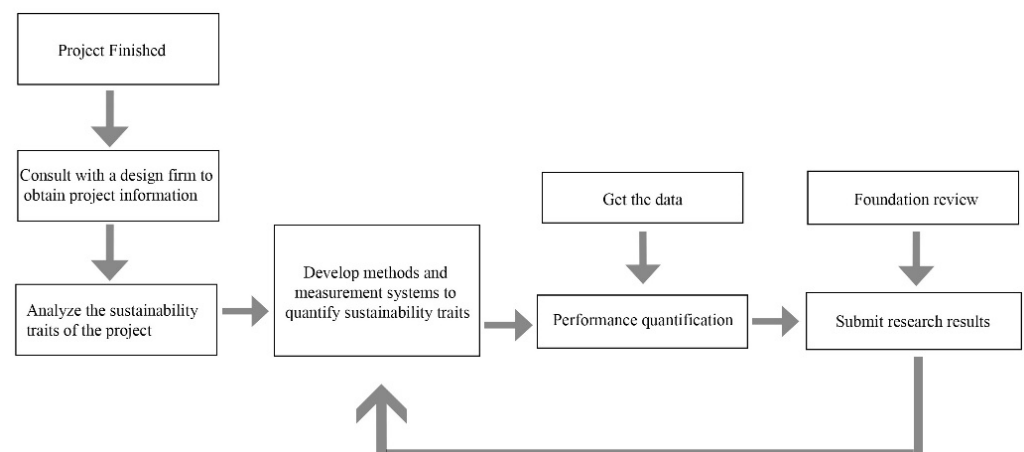 Project Finished
Consult with a design firm to
obtain project information
Analyze the sustainability
traits of the project
Develop methods and
measurement systems to
quantify sustainability traits
Get the data
Performance quantification
Foundation review
Submit research results